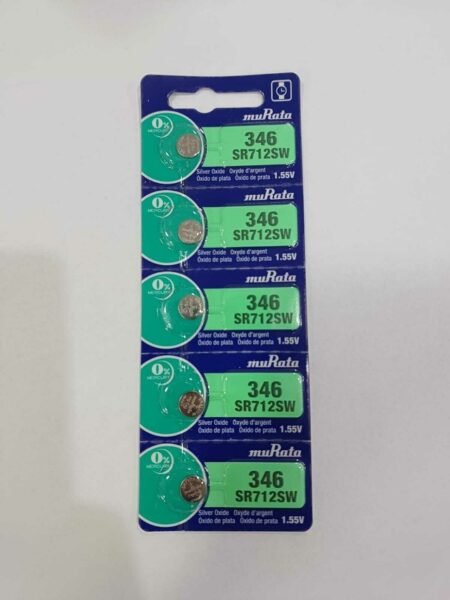 muRata
0%
MERCURY
346
SR712SW
Silver Oxide Oxyde d'argent
Óxido de plata Óxido de prata 1.55V
muRata
0%
MERCURY
346
SR712SW
Silver Oxide Oxyde d'argent
Óxido de plata Óxido de prata 1.55V
muRata
0%
MERCURY
346
SR712SW
Silver Oxide Oxyde d'argent
Óxido de plata Óxido de prata 1.55V
muRata
0%
MERCURY
346
SR712SW
Silver Oxide Oxyde d'argent
Óxido de plata Óxido de prata 1.55V
muRata
0%
MERCURY
346
SR712SW
Silver Oxide Oxyde d'argent
Óxido de plata Óxido de prata 1.55V